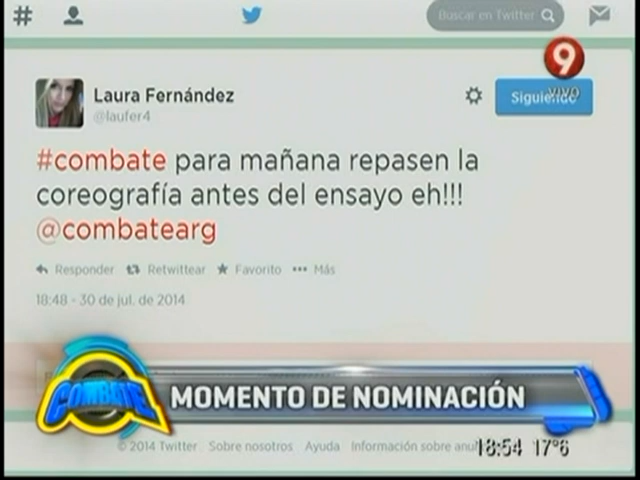 #
Buscar en Twitter
9
VIVO
Laura Fernández
@laufer4
Siguiendo
#combate para mañana repasen la
coreografía antes del ensayo eh!!!
@combatearg
Responder Retwittear Favorito Más
18:48 - 30 de jul. de 2014
COMBATE
MOMENTO DE NOMINACIÓN
© 2014 Twitter Sobre nosotros Ayuda Información sobre
18:54 17°6